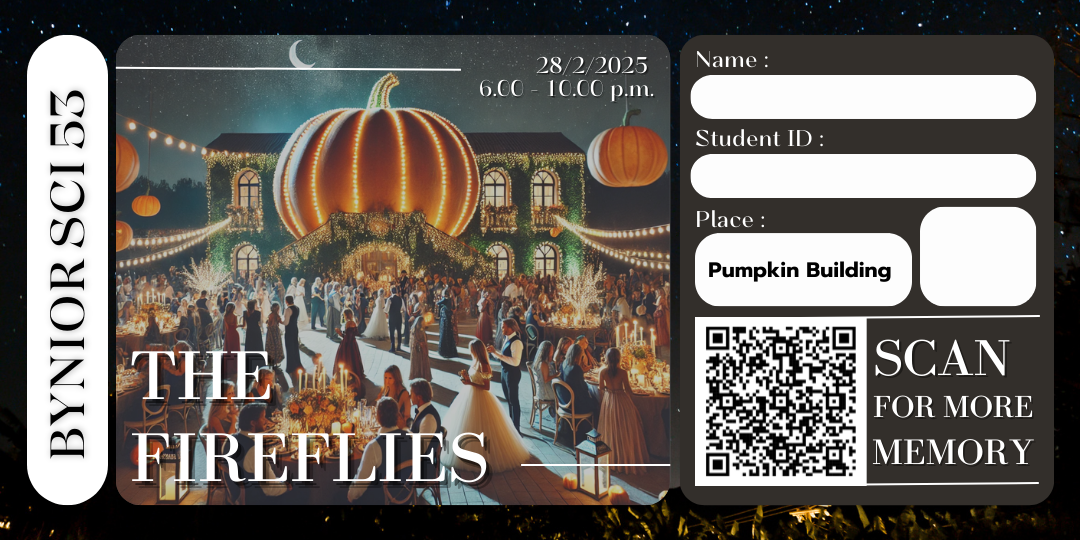 BYNIOR SCI 53
28/2/2025
6.00 - 10.00 p.m.
THE
FIREFLIES
Name :
Student ID :
Place :
Pumpkin Building
SCAN
FOR MORE
MEMORY